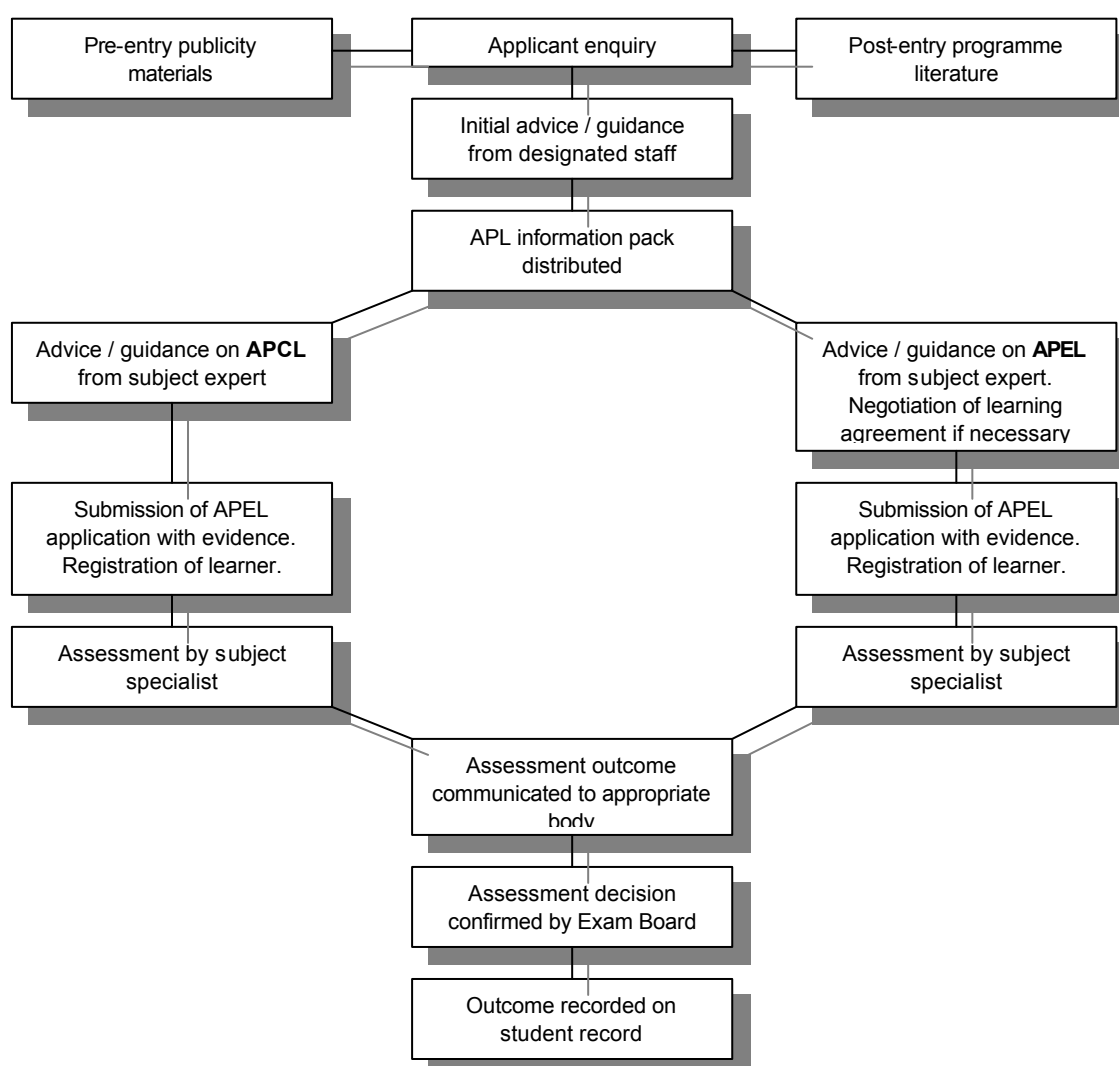 Pre-entry publicity
materials
Applicant enquiry
Post-entry programme
literature
Initial advice / guidance
from designated staff
APL information pack
distributed
Advice / guidance on APCL
from subject expert
Advice / guidance on APEL
from subject expert.
Negotiation of learning
agreement if necessary
Submission of APEL
application with evidence.
Registration of learner.
Submission of APEL
application with evidence.
Registration of learner.
Assessment by subject
specialist
Assessment by subject
specialist
Assessment outcome
communicated to appropriate
body
Assessment decision
confirmed by Exam Board
Outcome recorded on
student record